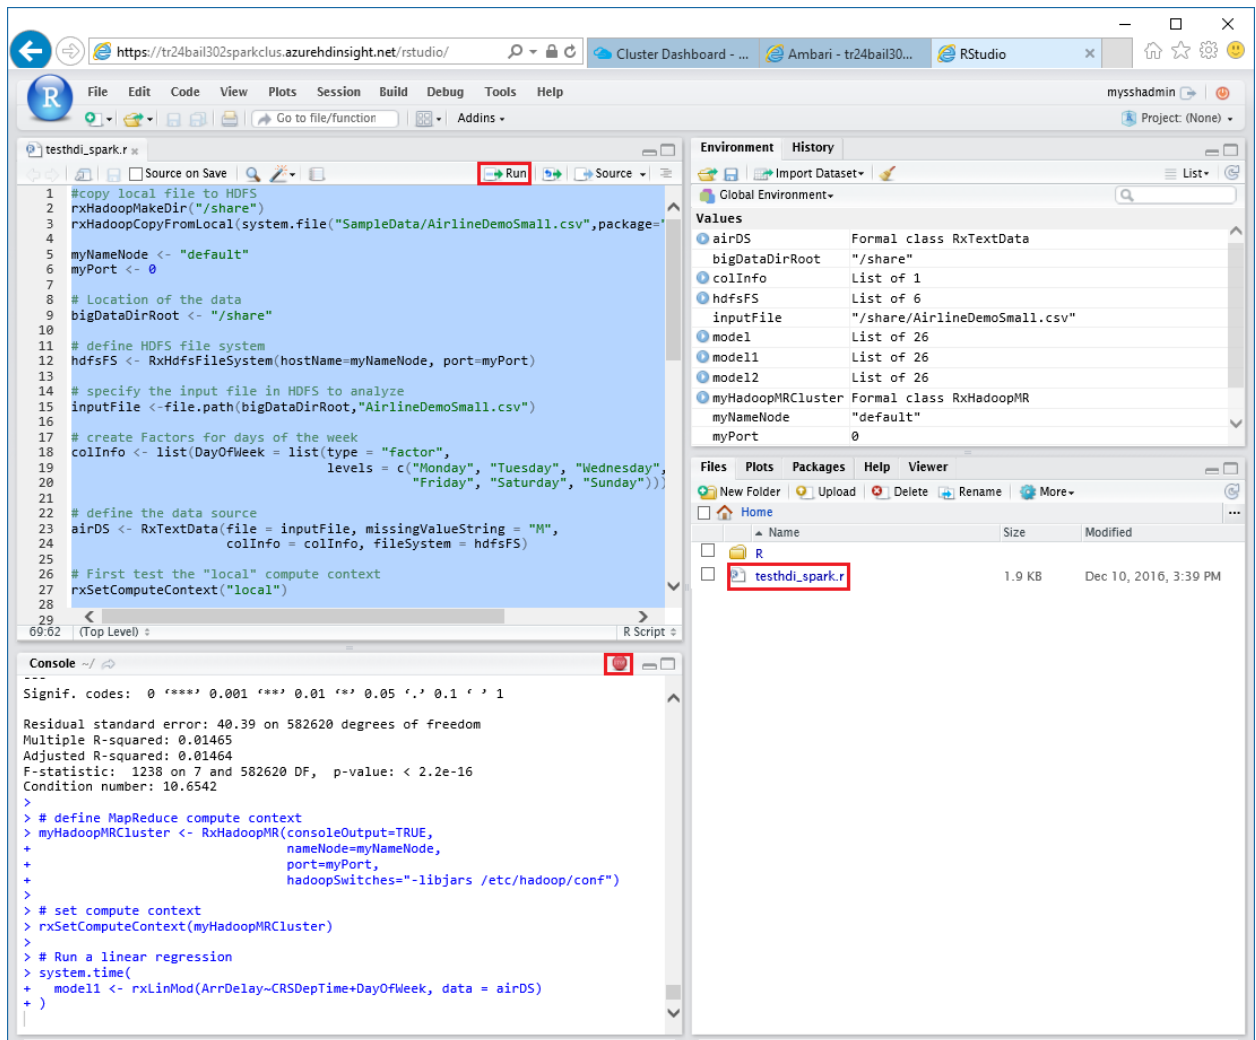 https://tr24bail302sparkclus.azurehdinsight.net/rstudio/
Cluster Dashboard - ...
Ambari - tr24bail30...
RStudio
R
File Edit Code View Plots Session Build Debug Tools Help
mysshadmin
Go to file/function
Addins
Project: (None)
testhdi_spark.r
Source on Save
Run
Source
1 #copy local file to HDFS
2 rxHadoopMakeDir("/share")
3 rxHadoopCopyFromLocal(system.file("SampleData/AirlineDemoSmall.csv",package="
4
5 myNameNode <- "default"
6 myPort <- 0
7
8 # Location of the data
9 bigDataDirRoot <- "/share"
10
11 # define HDFS file system
12 hdfsFS <- RxHdfsFileSystem(hostName=myNameNode, port=myPort)
13
14 # specify the input file in HDFS to analyze
15 inputFile <-file.path(bigDataDirRoot,"AirlineDemoSmall.csv")
16
17 # create Factors for days of the week
18 colInfo <- list(DayOfWeek = list(type = "factor",
19 levels = c("Monday", "Tuesday", "Wednesday",
20 "Friday", "Saturday", "Sunday")))
21
22 # define the data source
23 airDS <- RxTextData(file = inputFile, missingValueString = "M",
24 colInfo = colInfo, fileSystem = hdfsFS)
25
26 # First test the "local" compute context
27 rxSetComputeContext("local")
28
29
69:62 (Top Level) R Script
Console ~/
---
Signif. codes: 0 ‘***’ 0.001 ‘**’ 0.01 ‘*’ 0.05 ‘.’ 0.1 ‘ ’ 1
Residual standard error: 40.39 on 582620 degrees of freedom
Multiple R-squared: 0.01465
Adjusted R-squared: 0.01464
F-statistic: 1238 on 7 and 582620 DF, p-value: < 2.2e-16
Condition number: 10.6542
>
> # define MapReduce compute context
> myHadoopMRCluster <- RxHadoopMR(consoleOutput=TRUE,
+ nameNode=myNameNode,
+ port=myPort,
+ hadoopSwitches="-libjars /etc/hadoop/conf")
>
> # set compute context
> rxSetComputeContext(myHadoopMRCluster)
>
> # Run a linear regression
> system.time(
+ model1 <- rxLinMod(ArrDelay~CRSDepTime+DayOfWeek, data = airDS)
+ )
Environment History
Import Dataset
List
Global Environment
Values
airDS Formal class RxTextData
bigDataDirRoot "/share"
colInfo List of 1
hdfsFS List of 6
inputFile "/share/AirlineDemoSmall.csv"
model List of 26
model1 List of 26
model2 List of 26
myHadoopMRCluster Formal class RxHadoopMR
myNameNode "default"
myPort 0
Files Plots Packages Help Viewer
New Folder Upload Delete Rename More
Home ...
Name Size Modified
R
testhdi_spark.r 1.9 KB Dec 10, 2016, 3:39 PM